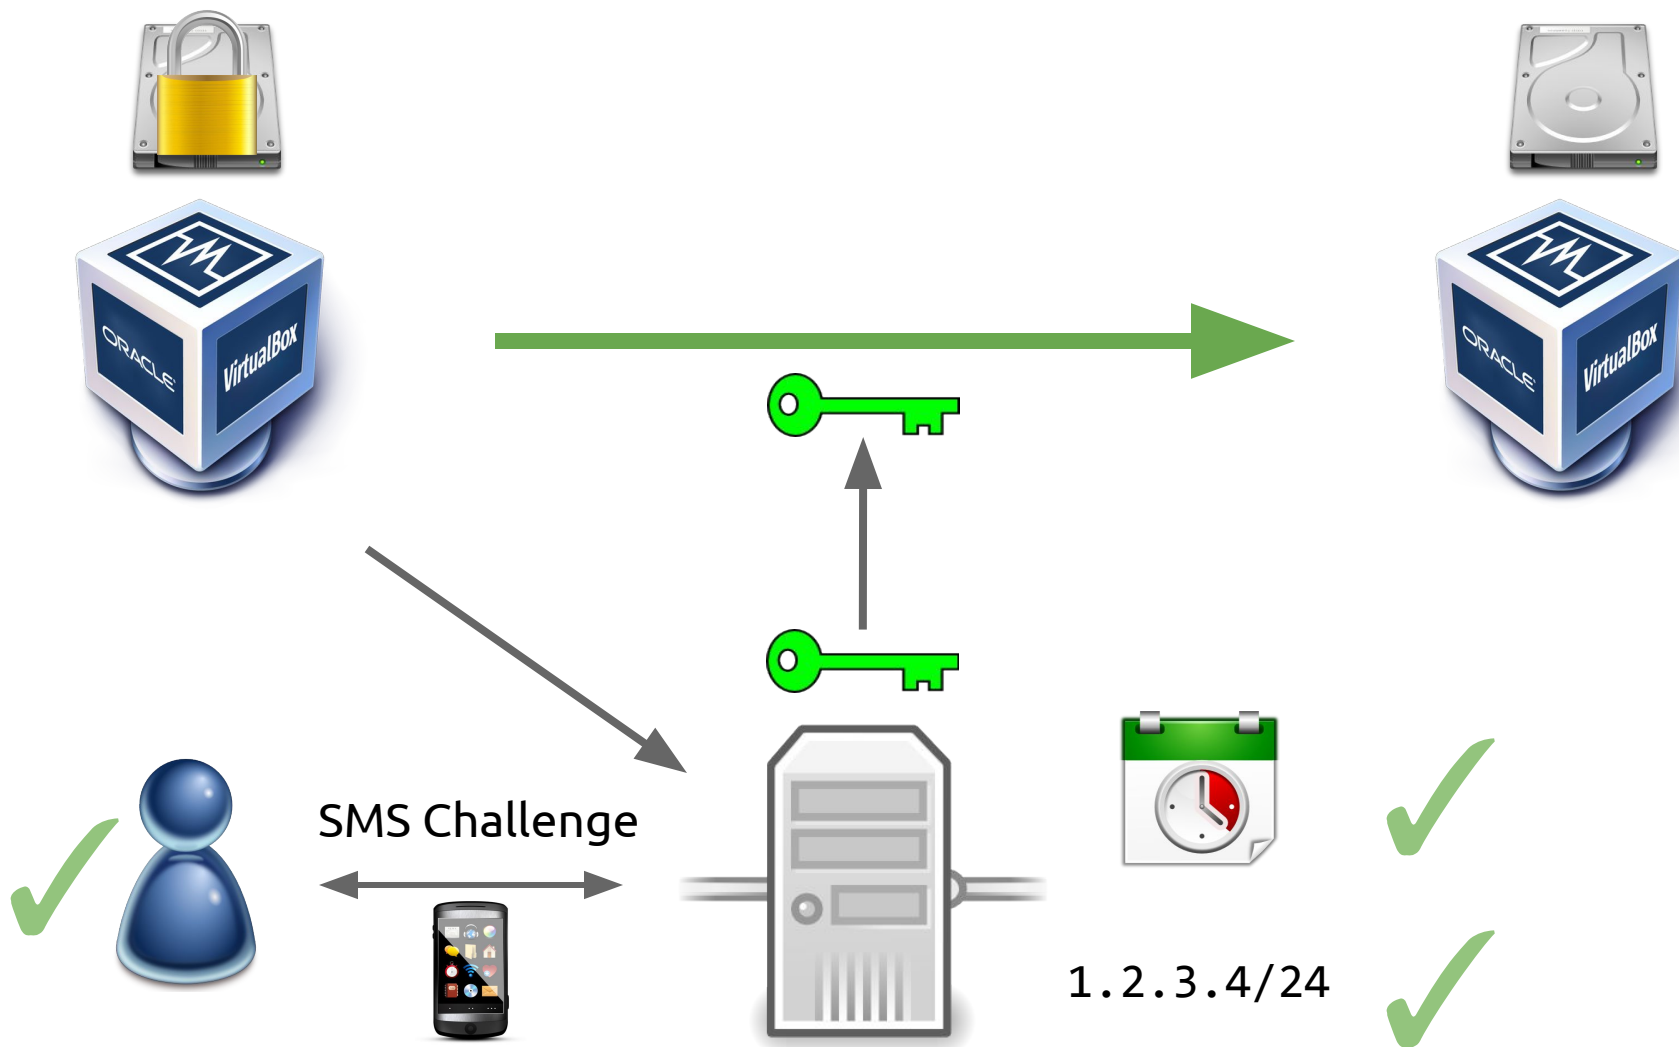 ORACLE
VirtualBox
ORACLE
VirtualBox
SMS Challenge
1.2.3.4/24